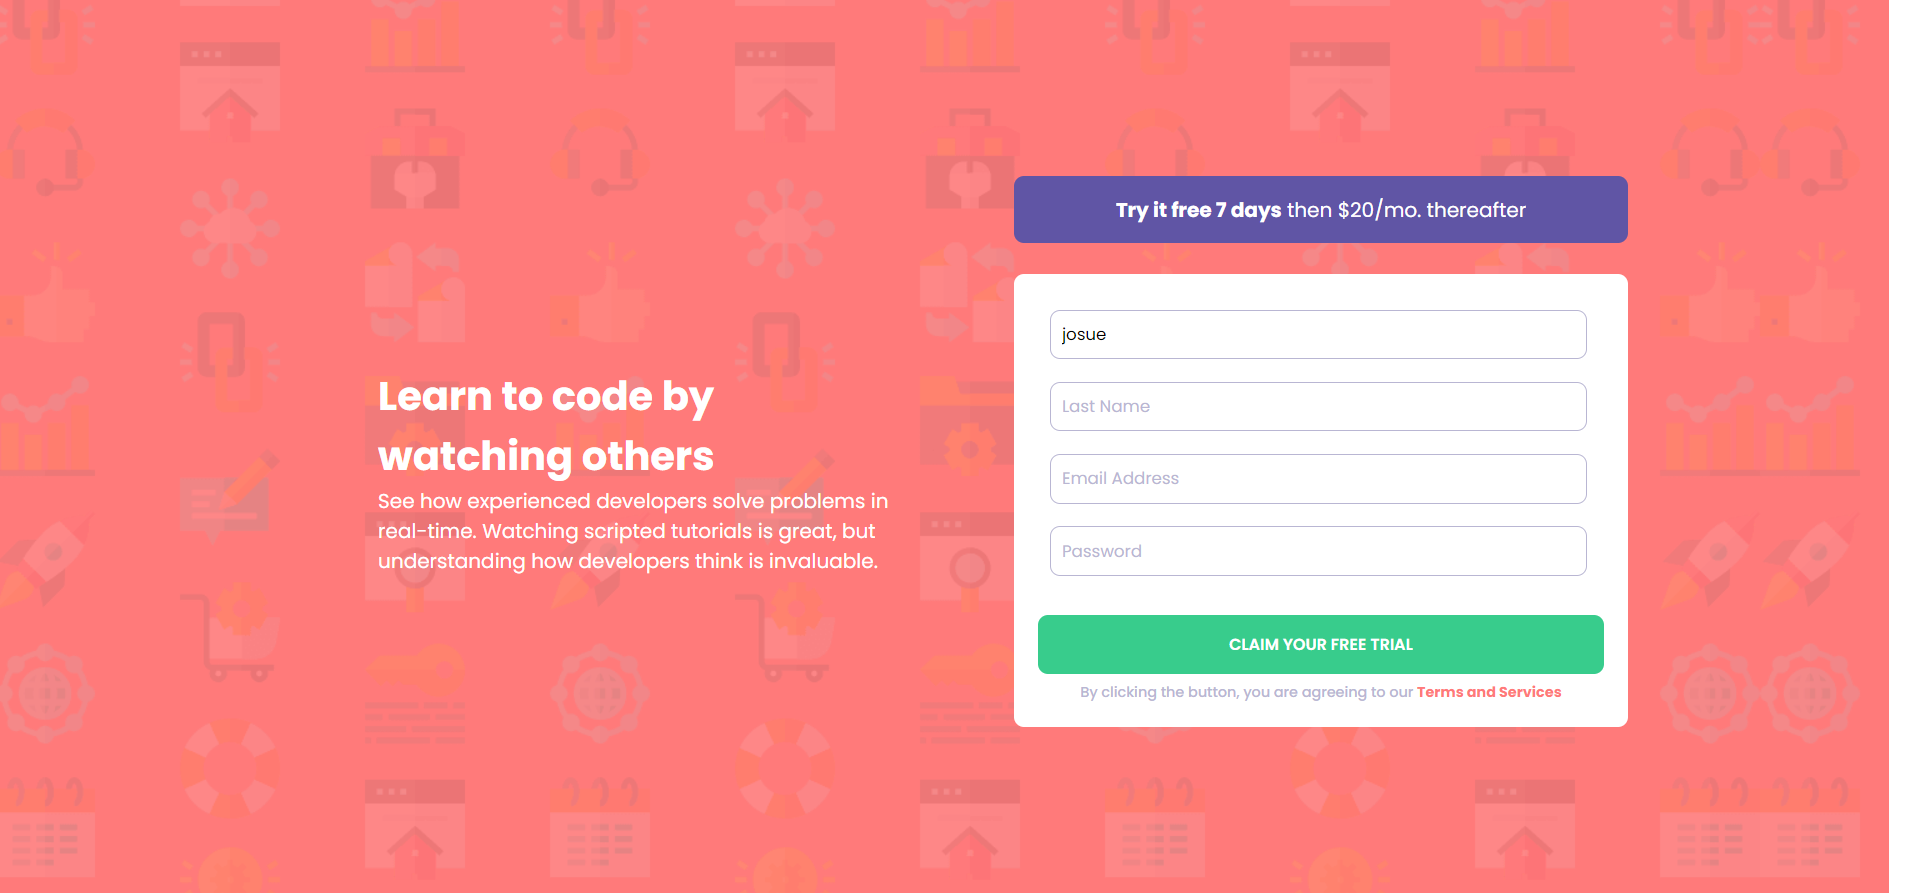 Learn to code by
watching others
See how experienced developers solve problems in
real-time. Watching scripted tutorials is great, but
understanding how developers think is invaluable.
Try it free 7 days then $20/mo. thereafter
josue
Last Name
Email Address
Password
CLAIM YOUR FREE TRIAL
By clicking the button, you are agreeing to our Terms and Services